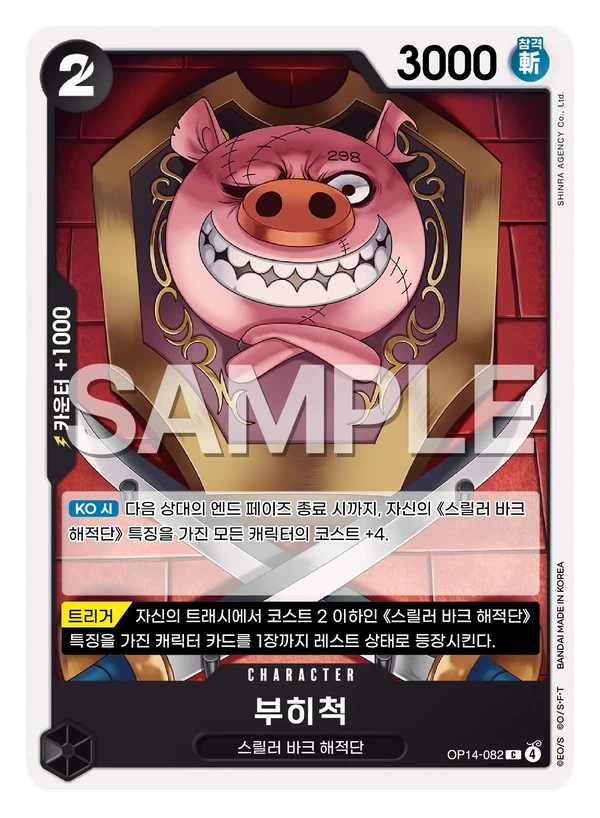 2
3000
참격
斬
SHINRA AGENCY Co., Ltd.
298
카운터 +1000
SAMPLE
KO 시 다음 상대의 엔드 페이즈 종료 시까지, 자신의 《스릴러 바크
해적단》 특징을 가진 모든 캐릭터의 코스트 +4.
트리거 자신의 트래시에서 코스트 2 이하인 《스릴러 바크 해적단》
특징을 가진 캐릭터 카드를 1장까지 레스트 상태로 등장시킨다.
CHARACTER
부히척
스릴러 바크 해적단
OP14-082 C 4
©EO/S ©O/S·F·T BANDAI MADE IN KOREA